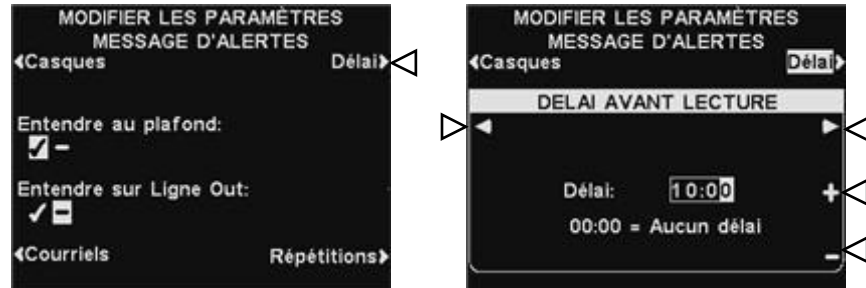 MODIFIER LES PARAMÈTRES
MESSAGE D'ALERTES
Casques Délai
Entendre au plafond:
Entendre sur Ligne Out:
Courriels Répétitions
MODIFIER LES PARAMÈTRES
MESSAGE D'ALERTES
Casques Délai
DELAI AVANT LECTURE
Délai: 10:00 +
00:00 = Aucun délai
-